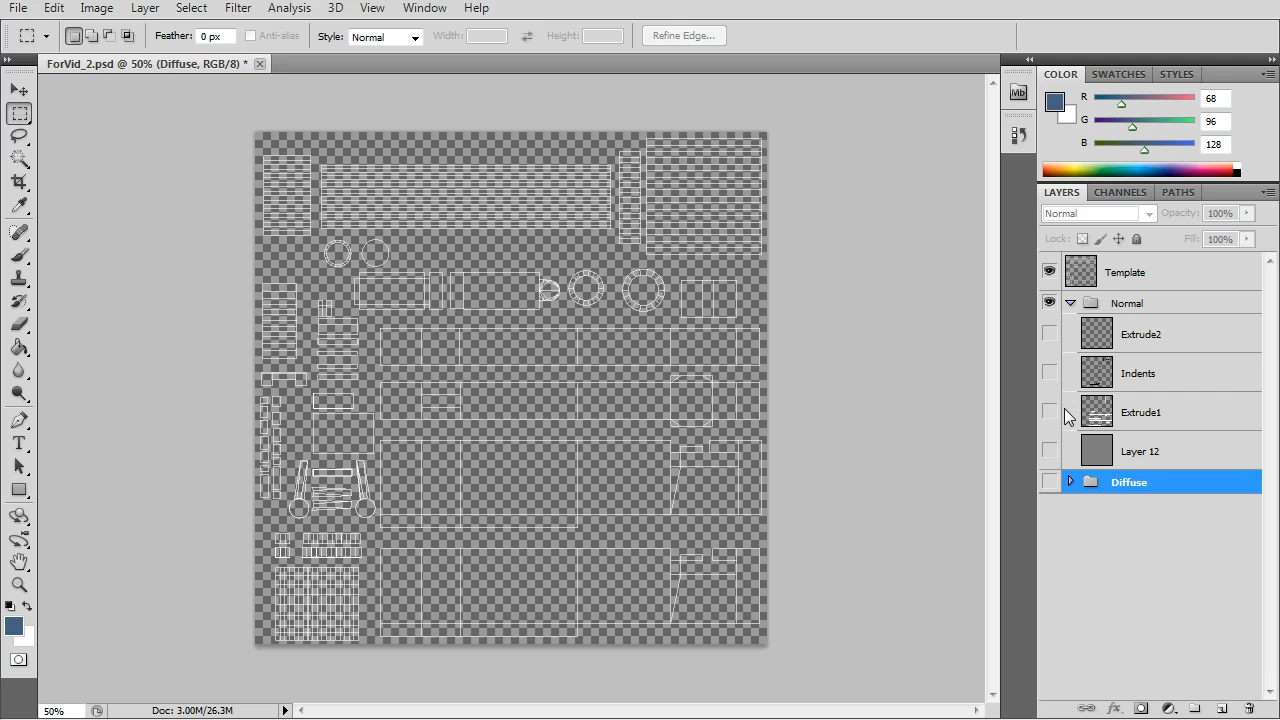 File Edit Image Layer Select Filter Analysis 3D View Window Help
Feather: 0 px Anti-alias Style: Normal Width: Height: Refine Edge...
ForVid_2.psd @ 50% (Diffuse, RGB/8) *
COLOR SWATCHES STYLES
R 68
G 96
B 128
Mb
LAYERS CHANNELS PATHS
Normal Opacity: 100%
Lock: Fill: 100%
Template
Normal
Extrude2
Indents
Extrude1
Layer 12
Diffuse
T
fx
50% Doc: 3.00M/26.3M